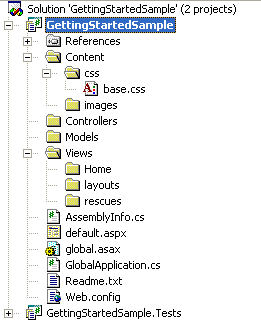 Solution 'GettingStartedSample' (2 projects)
GettingStartedSample
References
Content
css
base.css
images
Controllers
Models
Views
Home
layouts
rescues
AssemblyInfo.cs
default.aspx
global.asax
GlobalApplication.cs
Readme.txt
Web.config
GettingStartedSample.Tests